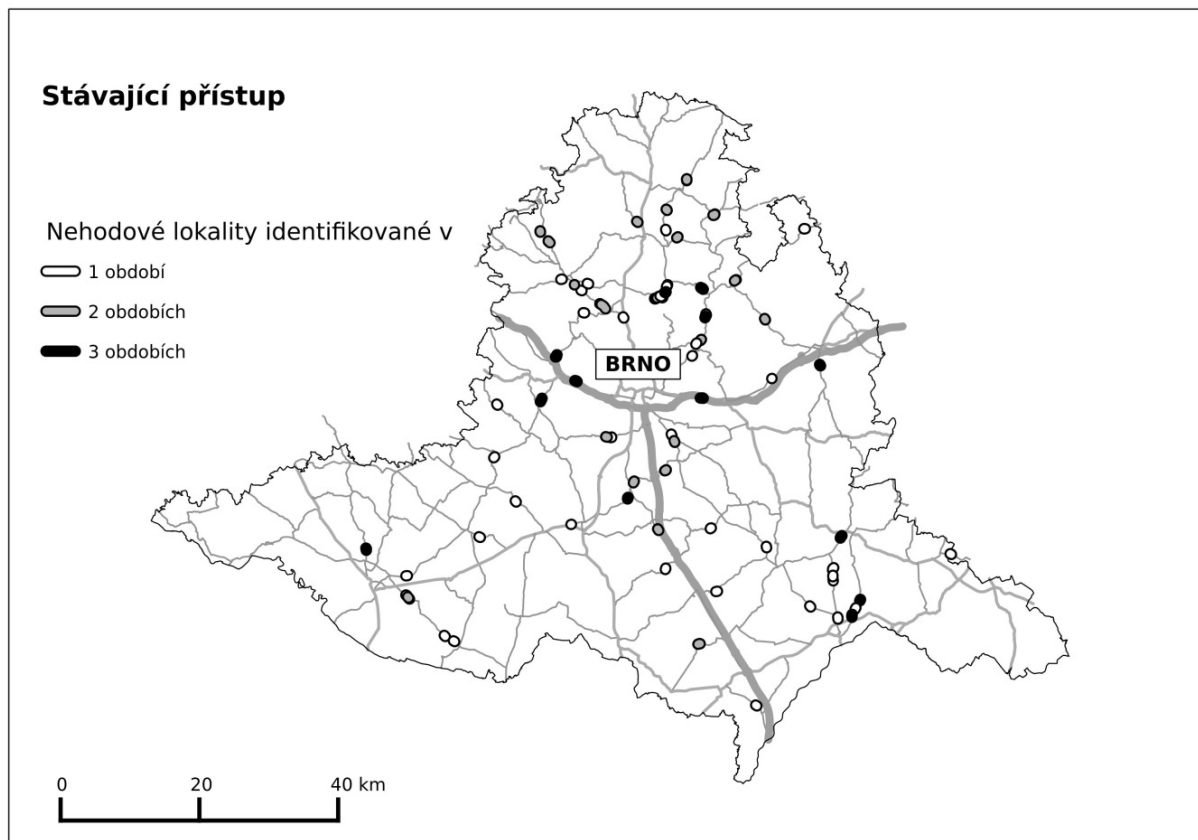 Stávající přístup
Nehodové lokality identifikované v
1 období
2 obdobích
3 obdobích
BRNO
0 20 40 km